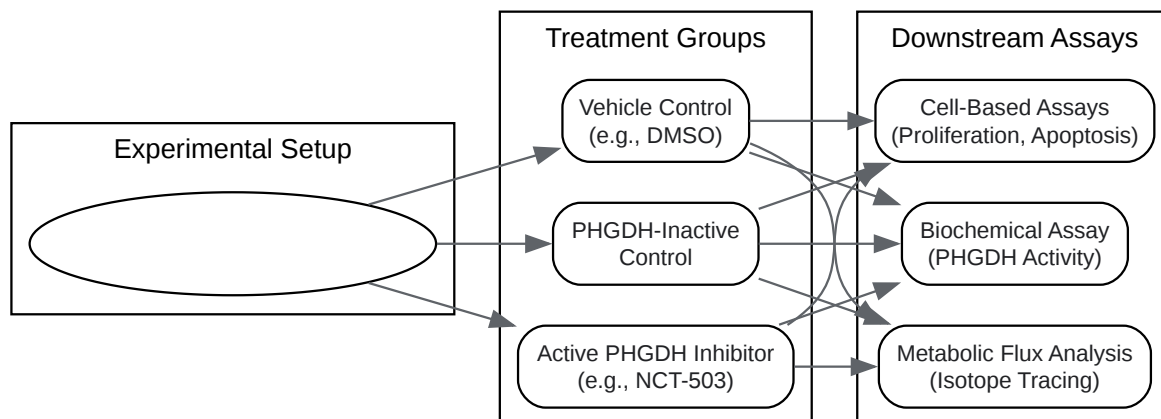 Experimental Setup
Treatment Groups
Vehicle Control
(e.g., DMSO)
PHGDH-Inactive
Control
Active PHGDH Inhibitor
(e.g., NCT-503)
Downstream Assays
Cell-Based Assays
(Proliferation, Apoptosis)
Biochemical Assay
(PHGDH Activity)
Metabolic Flux Analysis
(Isotope Tracing)